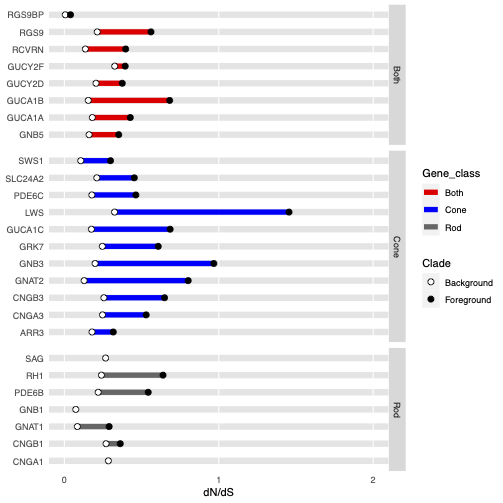 RGS9BP
RGS9
RCVRN
GUCY2F
GUCY2D
GUCA1B
GUCA1A
GNB5
Both
SWS1
SLC24A2
PDE6C
LWS
GUCA1C
GRK7
GNB3
GNAT2
CNGB3
CNGA3
ARR3
Cone
SAG
RH1
PDE6B
GNB1
GNAT1
CNGB1
CNGA1
Rod
0 1 2
dN/dS
Gene_class
Both
Cone
Rod
Clade
Background
Foreground